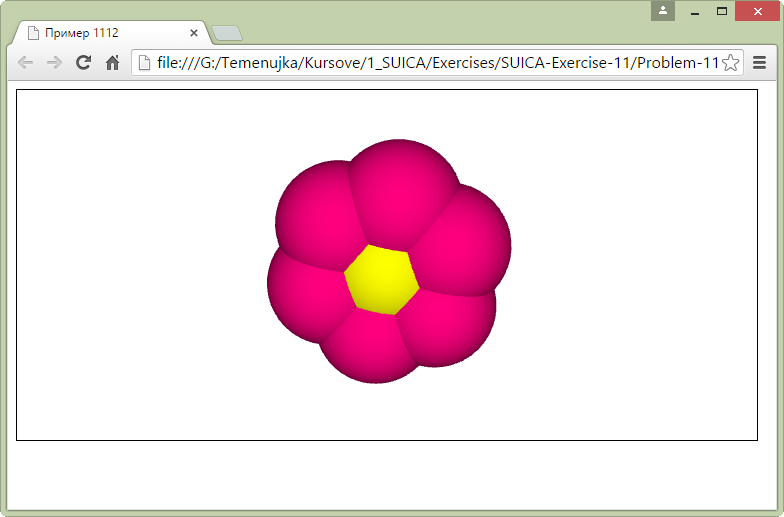 Пример 1112
file:///G:/Temenujka/Kursove/1_SUICA/Exercises/SUICA-Exercise-11/Problem-11